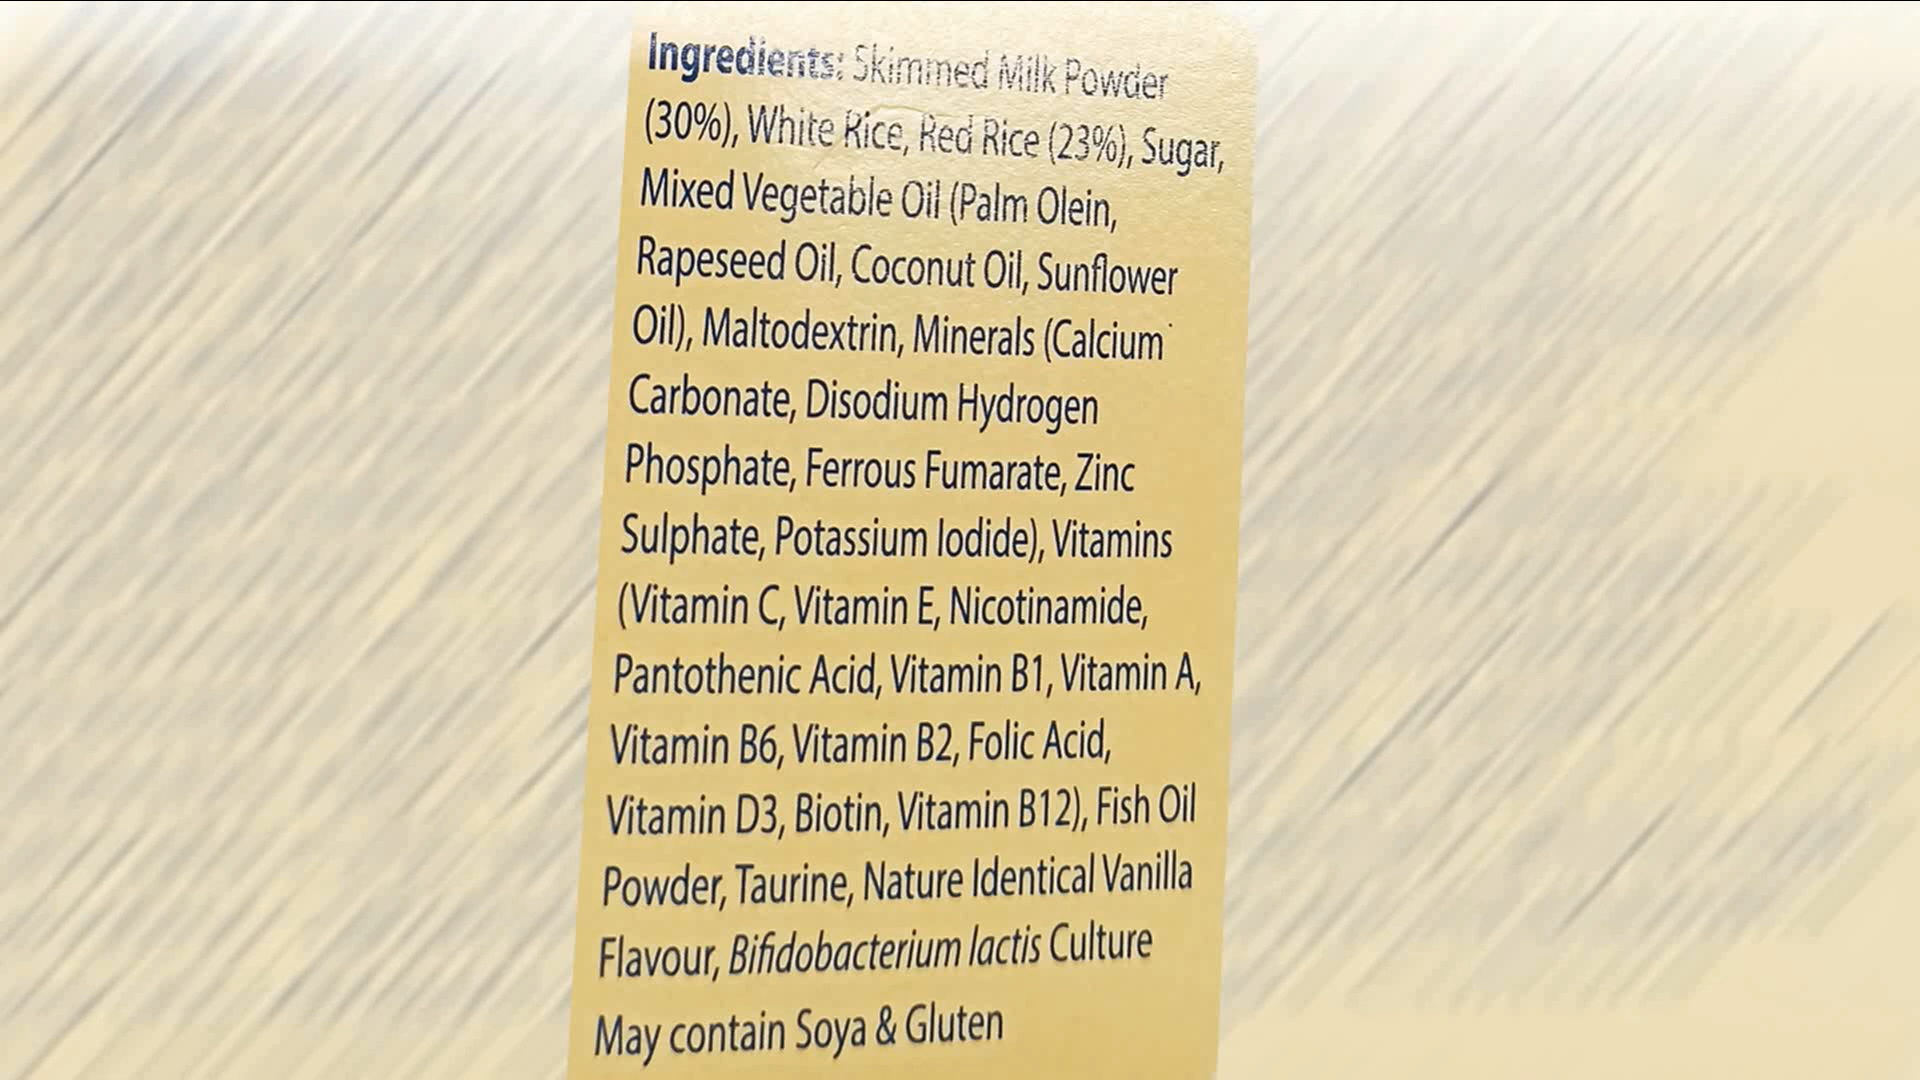 Ingredients: Skimmed Milk Powder
(30%), White Rice, Red Rice (23%), Sugar,
Mixed Vegetable Oil (Palm Olein,
Rapeseed Oil, Coconut Oil, Sunflower
Oil), Maltodextrin, Minerals (Calcium
Carbonate, Disodium Hydrogen
Phosphate, Ferrous Fumarate, Zinc
Sulphate, Potassium Iodide), Vitamins
(Vitamin C, Vitamin E, Nicotinamide,
Pantothenic Acid, Vitamin B1, Vitamin A,
Vitamin B6, Vitamin B2, Folic Acid,
Vitamin D3, Biotin, Vitamin B12), Fish Oil
Powder, Taurine, Nature Identical Vanilla
Flavour, Bifidobacterium lactis Culture
May contain Soya & Gluten